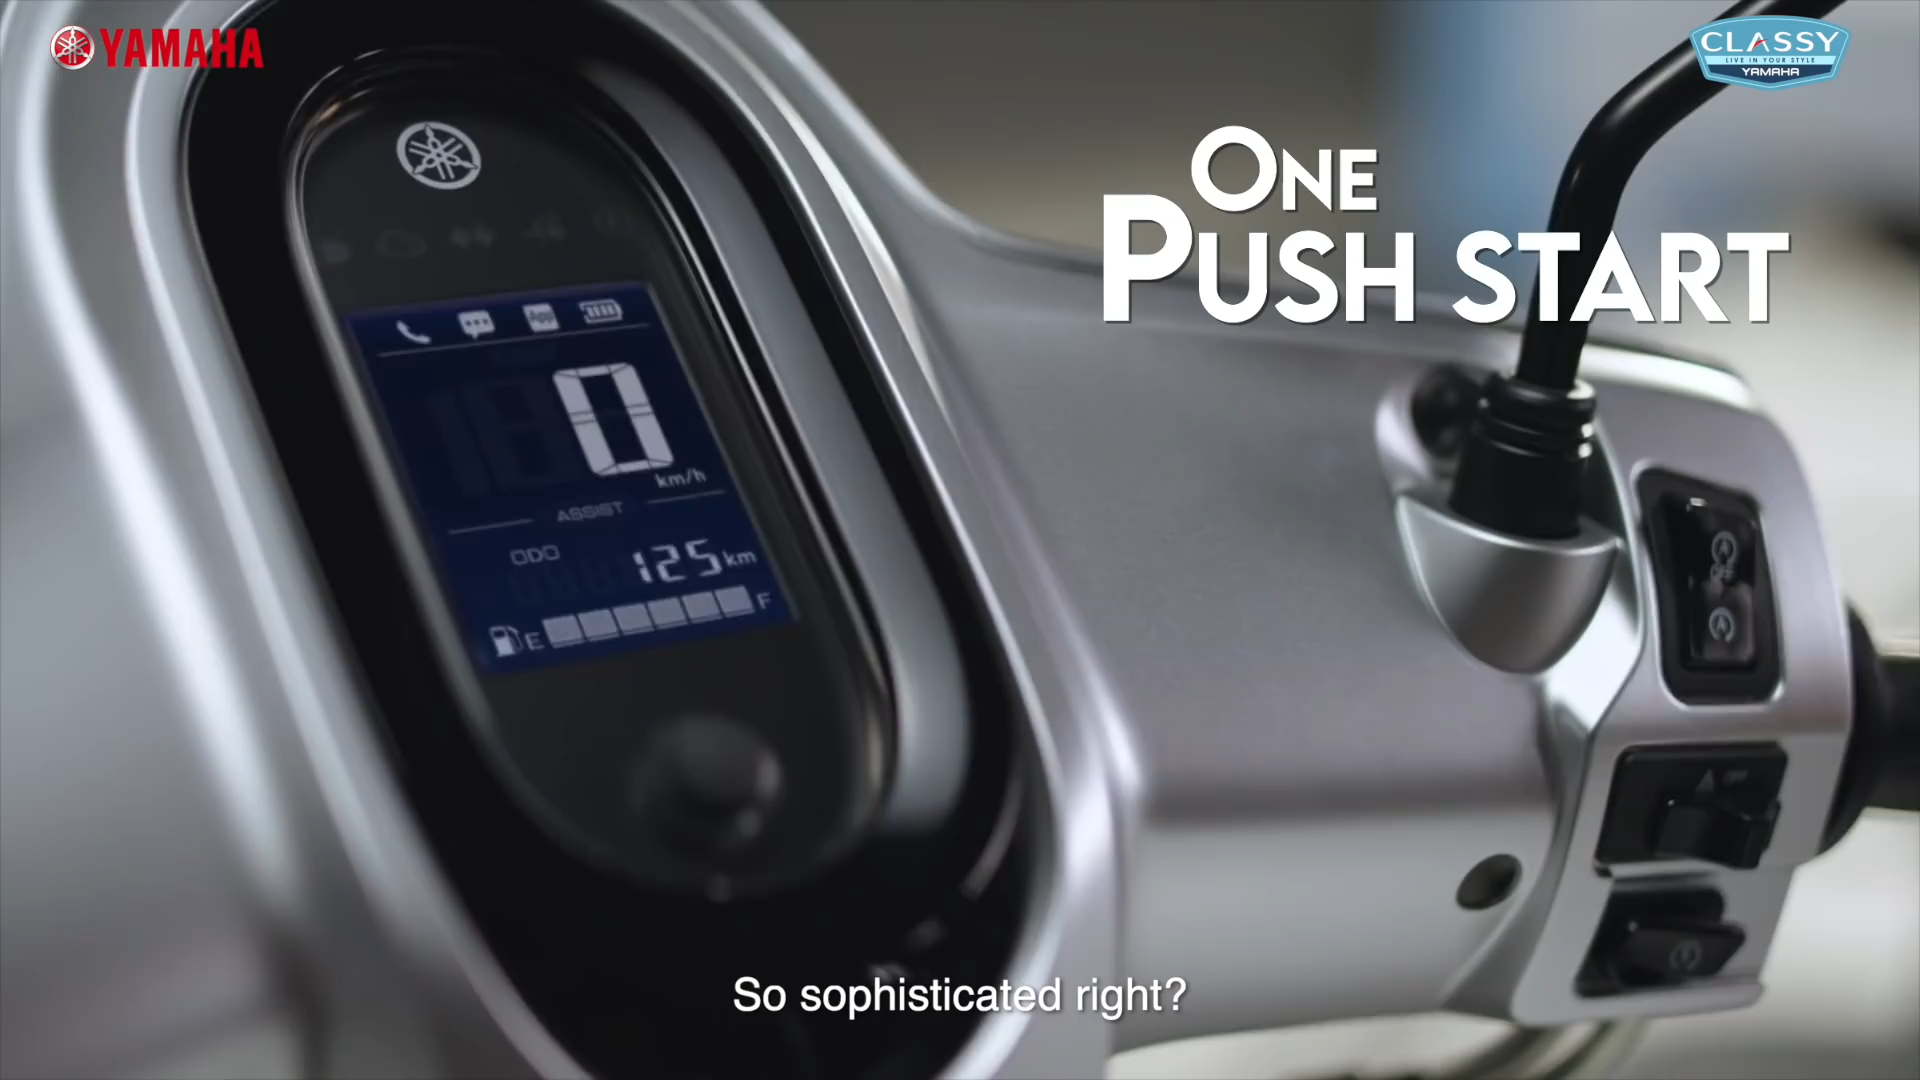 YAMAHA
CLASSY
LIVE IN YOUR STYLE
YAMAHA
ONE
PUSH START
App
0
km/h
ASSIST
ODO 125 km
E F
So sophisticated right?